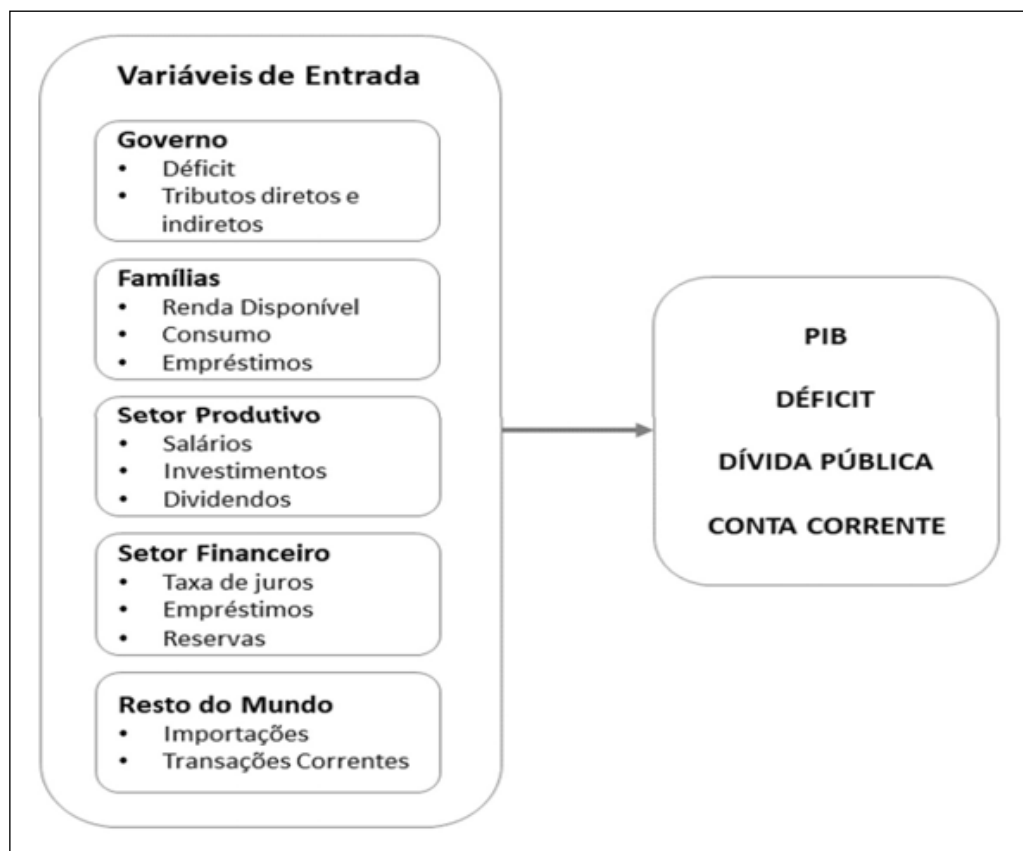 Variáveis de Entrada
Governo
• Déficit
• Tributos diretos e
indiretos
Famílias
• Renda Disponível
• Consumo
• Empréstimos
Setor Produtivo
• Salários
• Investimentos
• Dividendos
Setor Financeiro
• Taxa de juros
• Empréstimos
• Reservas
Resto do Mundo
• Importações
• Transações Correntes
PIB
DÉFICIT
DÍVIDA PÚBLICA
CONTA CORRENTE